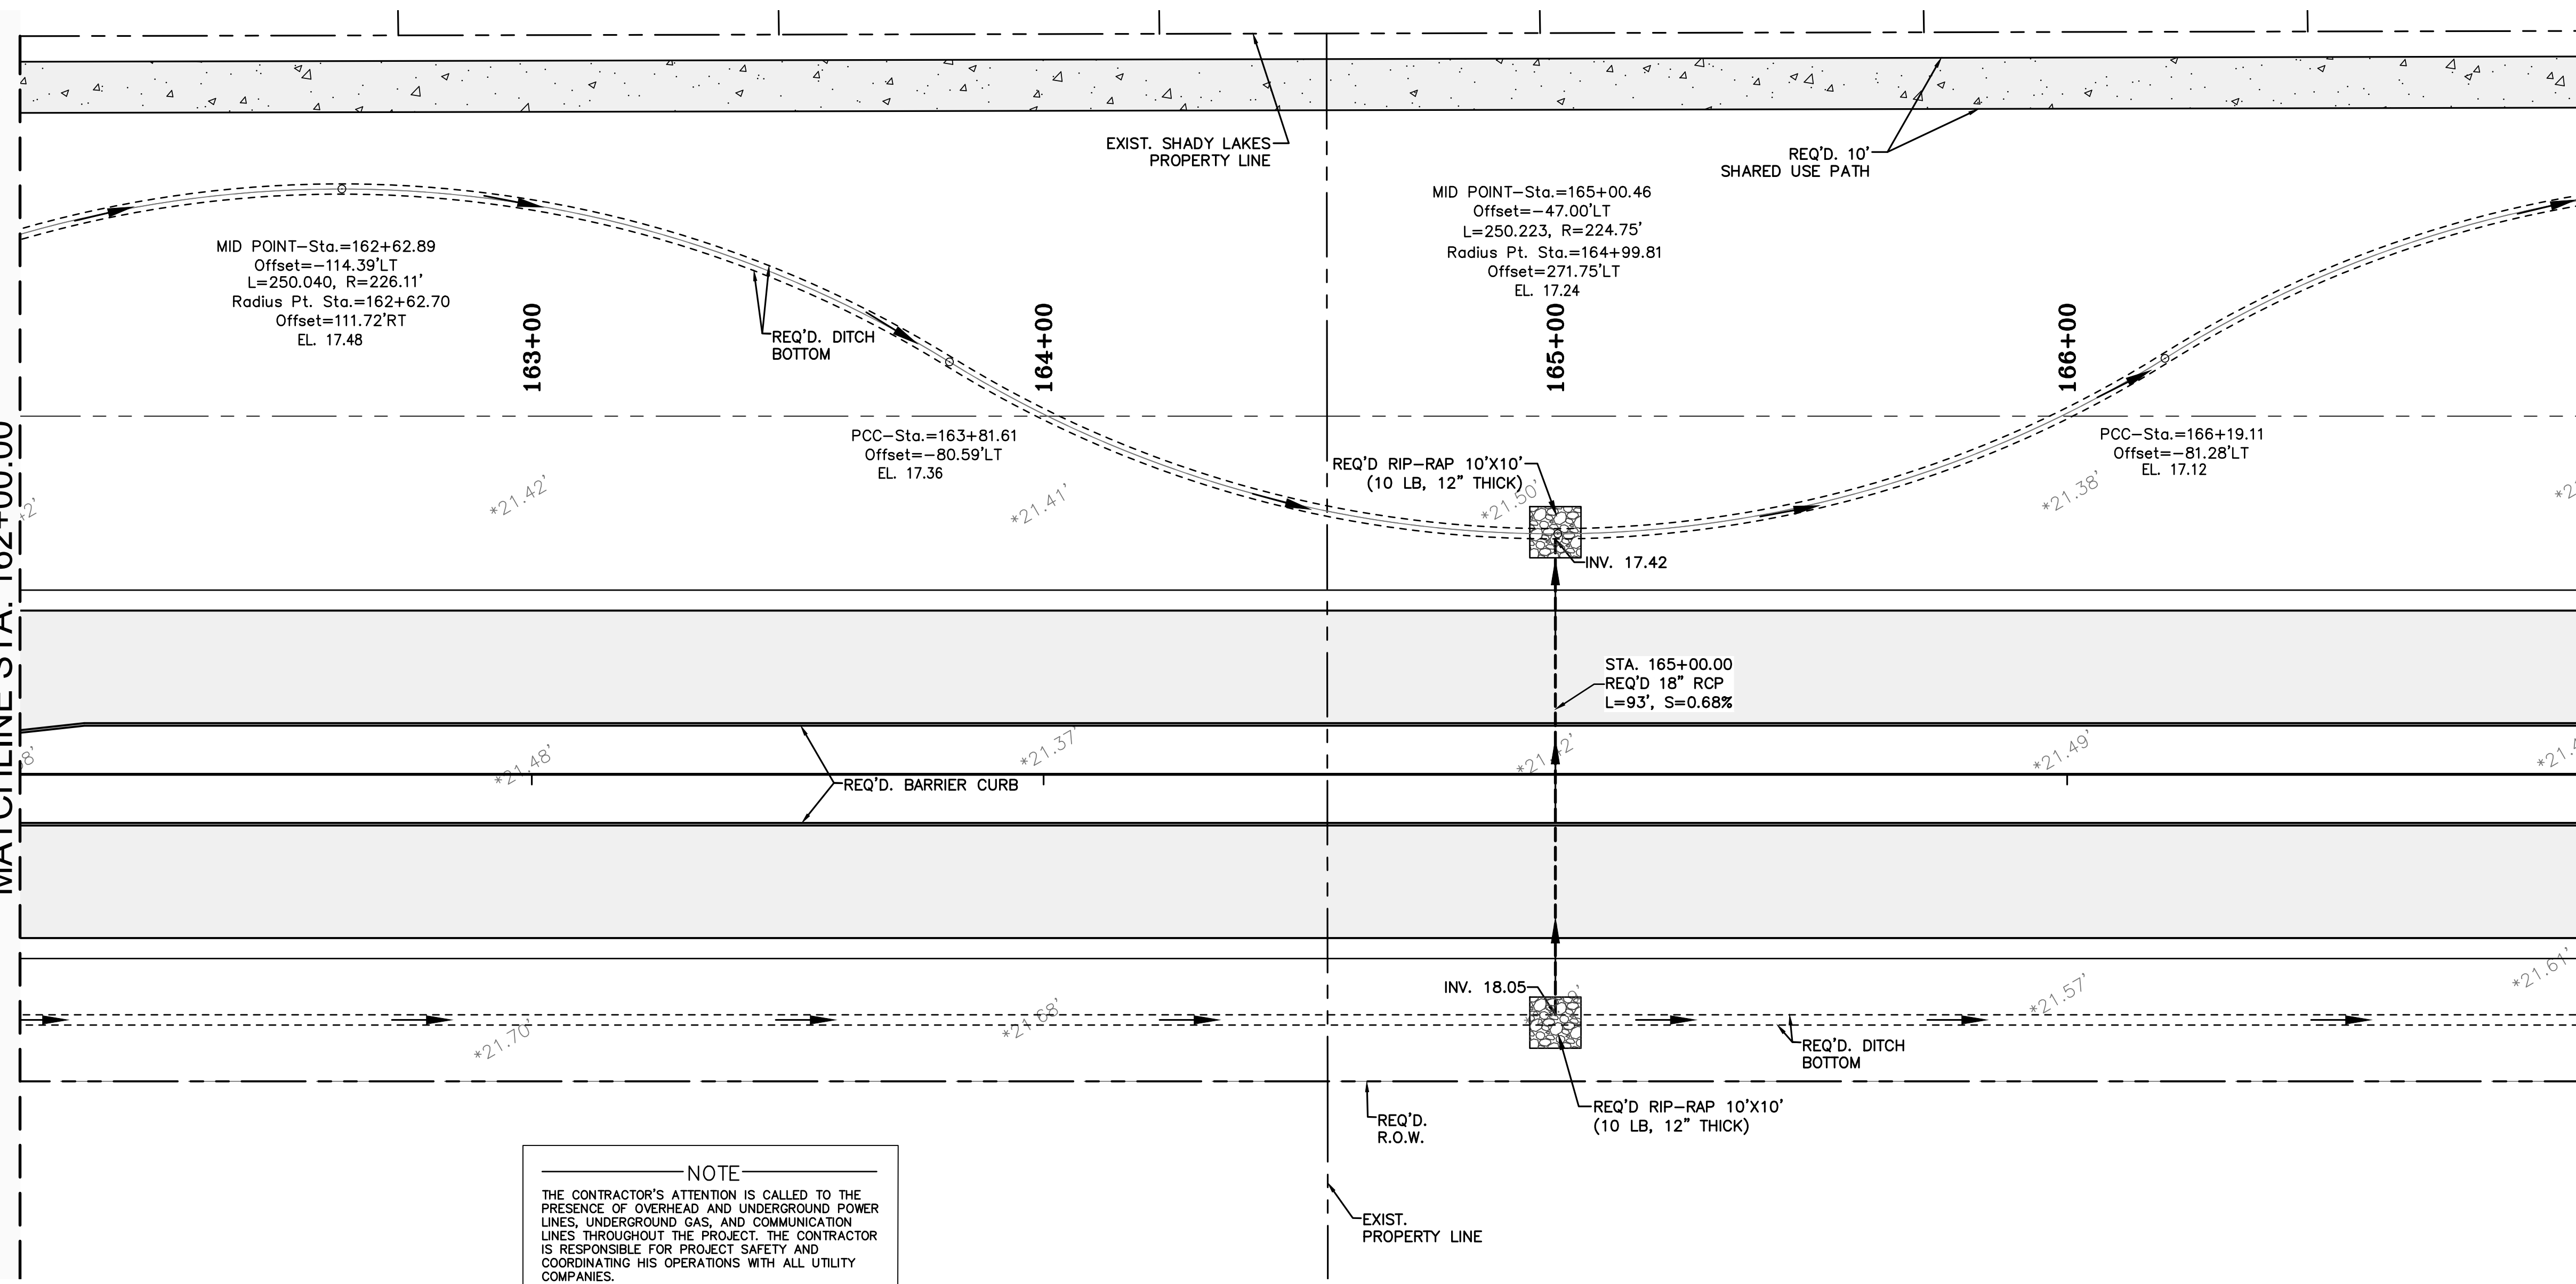 EXIST. SHADY LAKES
PROPERTY LINE
REQ'D. 10'
SHARED USE PATH
MID POINT-Sta.=162+62.89
Offset=-114.39'LT
L=250.040, R=226.11'
Radius Pt. Sta.=162+62.70
Offset=111.72'RT
EL. 17.48
REQ'D. DITCH
BOTTOM
MID POINT-Sta.=165+00.46
Offset=-47.00'LT
L=250.223, R=224.75'
Radius Pt. Sta.=164+99.81
Offset=271.75'LT
EL. 17.24
163+00
164+00
165+00
166+00
PCC-Sta.=163+81.61
Offset=-80.59'LT
EL. 17.36
PCC-Sta.=166+19.11
Offset=-81.28'LT
EL. 17.12
REQ'D RIP-RAP 10'X10'
(10 LB, 12" THICK)
*21.42'
*21.41'
*21.50'
*21.38'
INV. 17.42
MATCHLINE STA. 162+00.00
STA. 165+00.00
REQ'D 18" RCP
L=93', S=0.68%
*21.48'
*21.37'
*21.42'
*21.49'
REQ'D. BARRIER CURB
INV. 18.05
*21.70'
*21.68'
*21.57'
*21.61'
REQ'D. DITCH
BOTTOM
REQ'D RIP-RAP 10'X10'
(10 LB, 12" THICK)
REQ'D.
R.O.W.
EXIST.
PROPERTY LINE
NOTE
THE CONTRACTOR'S ATTENTION IS CALLED TO THE
PRESENCE OF OVERHEAD AND UNDERGROUND POWER
LINES, UNDERGROUND GAS, AND COMMUNICATION
LINES THROUGHOUT THE PROJECT. THE CONTRACTOR
IS RESPONSIBLE FOR PROJECT SAFETY AND
COORDINATING HIS OPERATIONS WITH ALL UTILITY
COMPANIES.